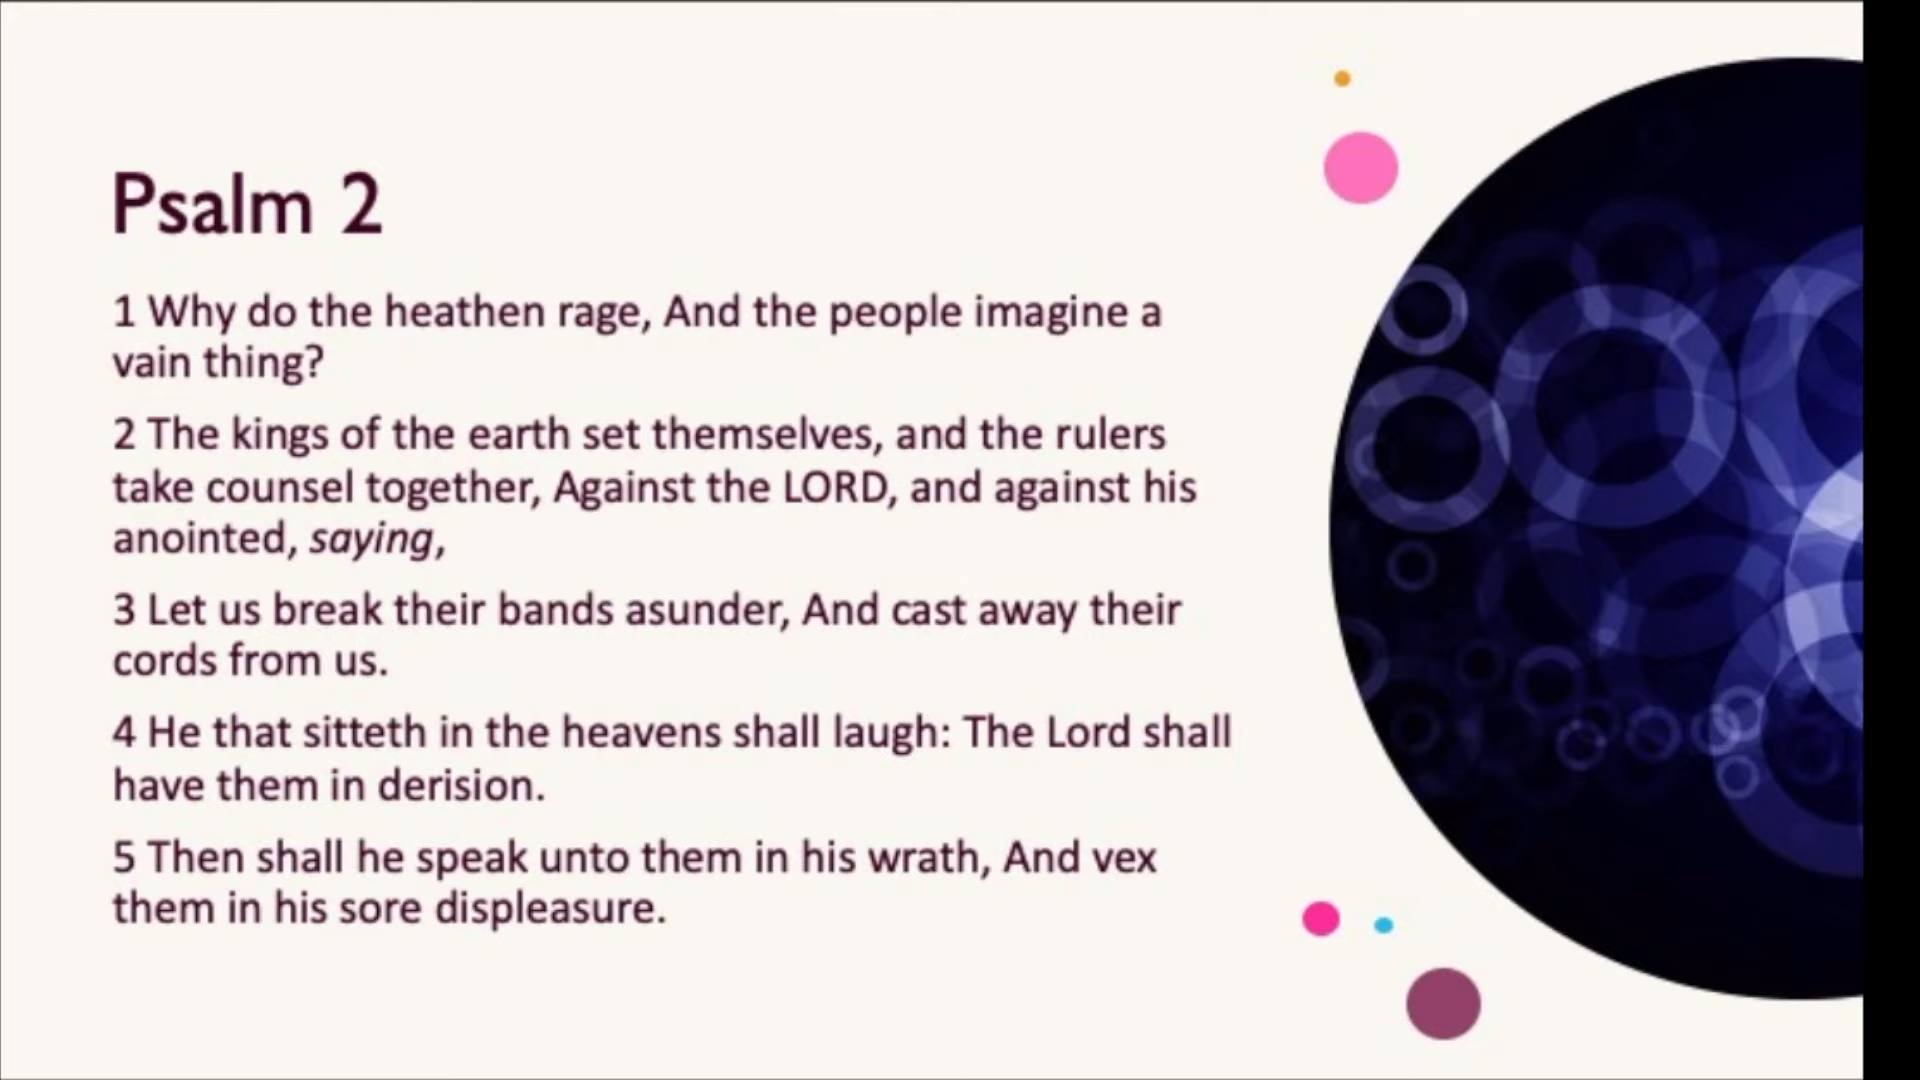 Psalm 2
1 Why do the heathen rage, And the people imagine a
vain thing?
2 The kings of the earth set themselves, and the rulers
take counsel together, Against the LORD, and against his
anointed, saying,
3 Let us break their bands asunder, And cast away their
cords from us.
4 He that sitteth in the heavens shall laugh: The Lord shall
have them in derision.
5 Then shall he speak unto them in his wrath, And vex
them in his sore displeasure.